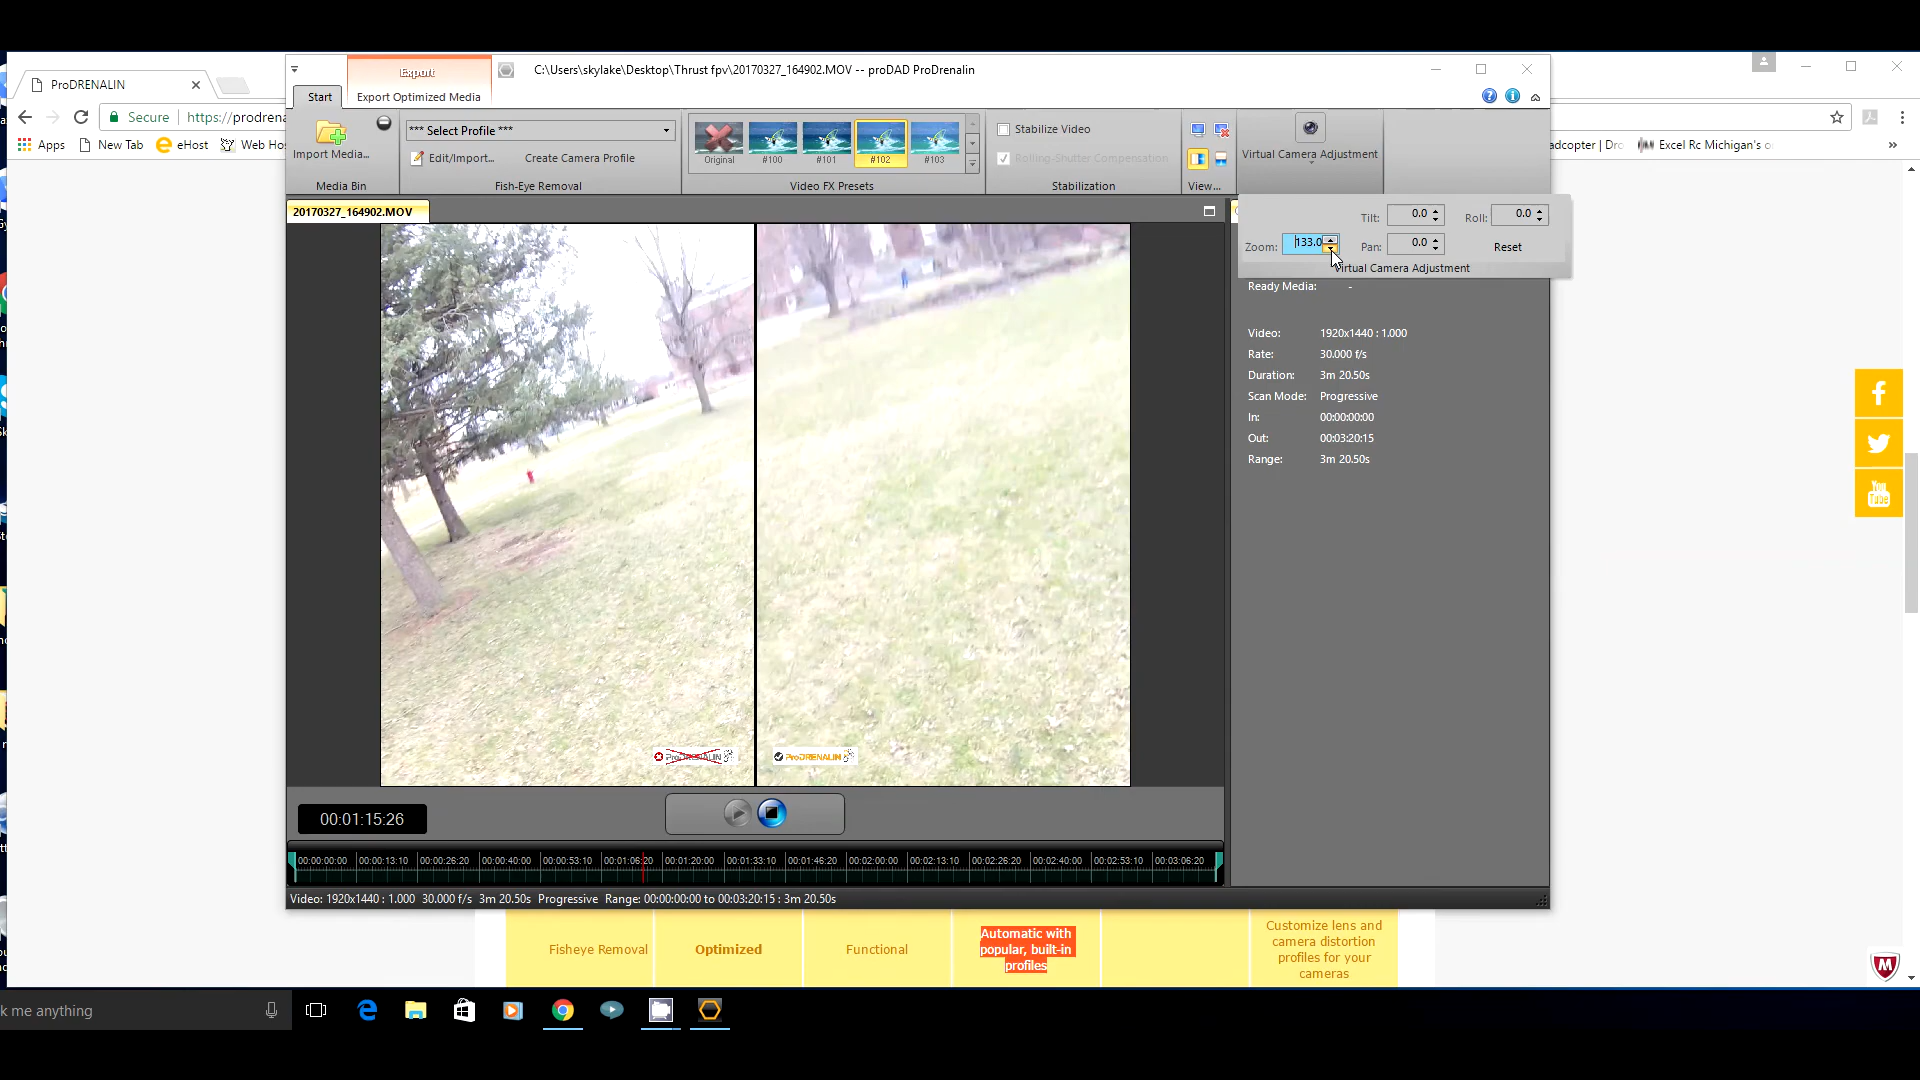 ProDRENALIN
Export
C:\Users\skylake\Desktop\Thrust fpv\20170327_164902.MOV -- proDAD ProDrenalin
Start
Export Optimized Media
Secure
https://prodrena
Import Media...
*** Select Profile ***
Edit/Import...
Create Camera Profile
Original
#100
#101
#102
#103
Stabilize Video
Rolling-Shutter Compensation
Virtual Camera Adjustment
Apps
New Tab
eHost
Web Hos
adcopter | Dro
Excel Rc Michigan's o
Media Bin
Fish-Eye Removal
Video FX Presets
Stabilization
View...
20170327_164902.MOV
Tilt: 0.0
Roll: 0.0
Zoom: 133.0
Pan: 0.0
Reset
Virtual Camera Adjustment
Ready Media: -
Video: 1920x1440 : 1.000
Rate: 30.000 f/s
Duration: 3m 20.50s
Scan Mode: Progressive
In: 00:00:00:00
Out: 00:03:20:15
Range: 3m 20.50s
ProDRENALIN
ProDRENALIN
You
Tube
00:01:15:26
00:00:00:00 00:00:13:10 00:00:26:20 00:00:40:00 00:00:53:10 00:01:06:20 00:01:20:00 00:01:33:10 00:01:46:20 00:02:00:00 00:02:13:10 00:02:26:20 00:02:40:00 00:02:53:10 00:03:06:20
Video: 1920x1440 : 1.000 30.000 f/s 3m 20.50s Progressive Range: 00:00:00:00 to 00:03:20:15 : 3m 20.50s
Fisheye Removal
Optimized
Functional
Automatic with
popular, built-in
profiles
Customize lens and
camera distortion
profiles for your
cameras
k me anything